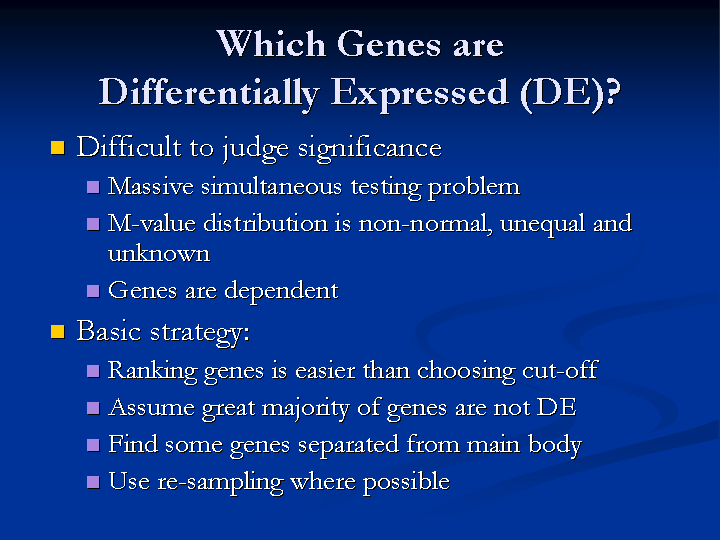 Which Genes are
Differentially Expressed (DE)?
Difficult to judge significance
Massive simultaneous testing problem
M-value distribution is non-normal, unequal and
unknown
Genes are dependent
Basic strategy:
Ranking genes is easier than choosing cut-off
Assume great majority of genes are not DE
Find some genes separated from main body
Use re-sampling where possible